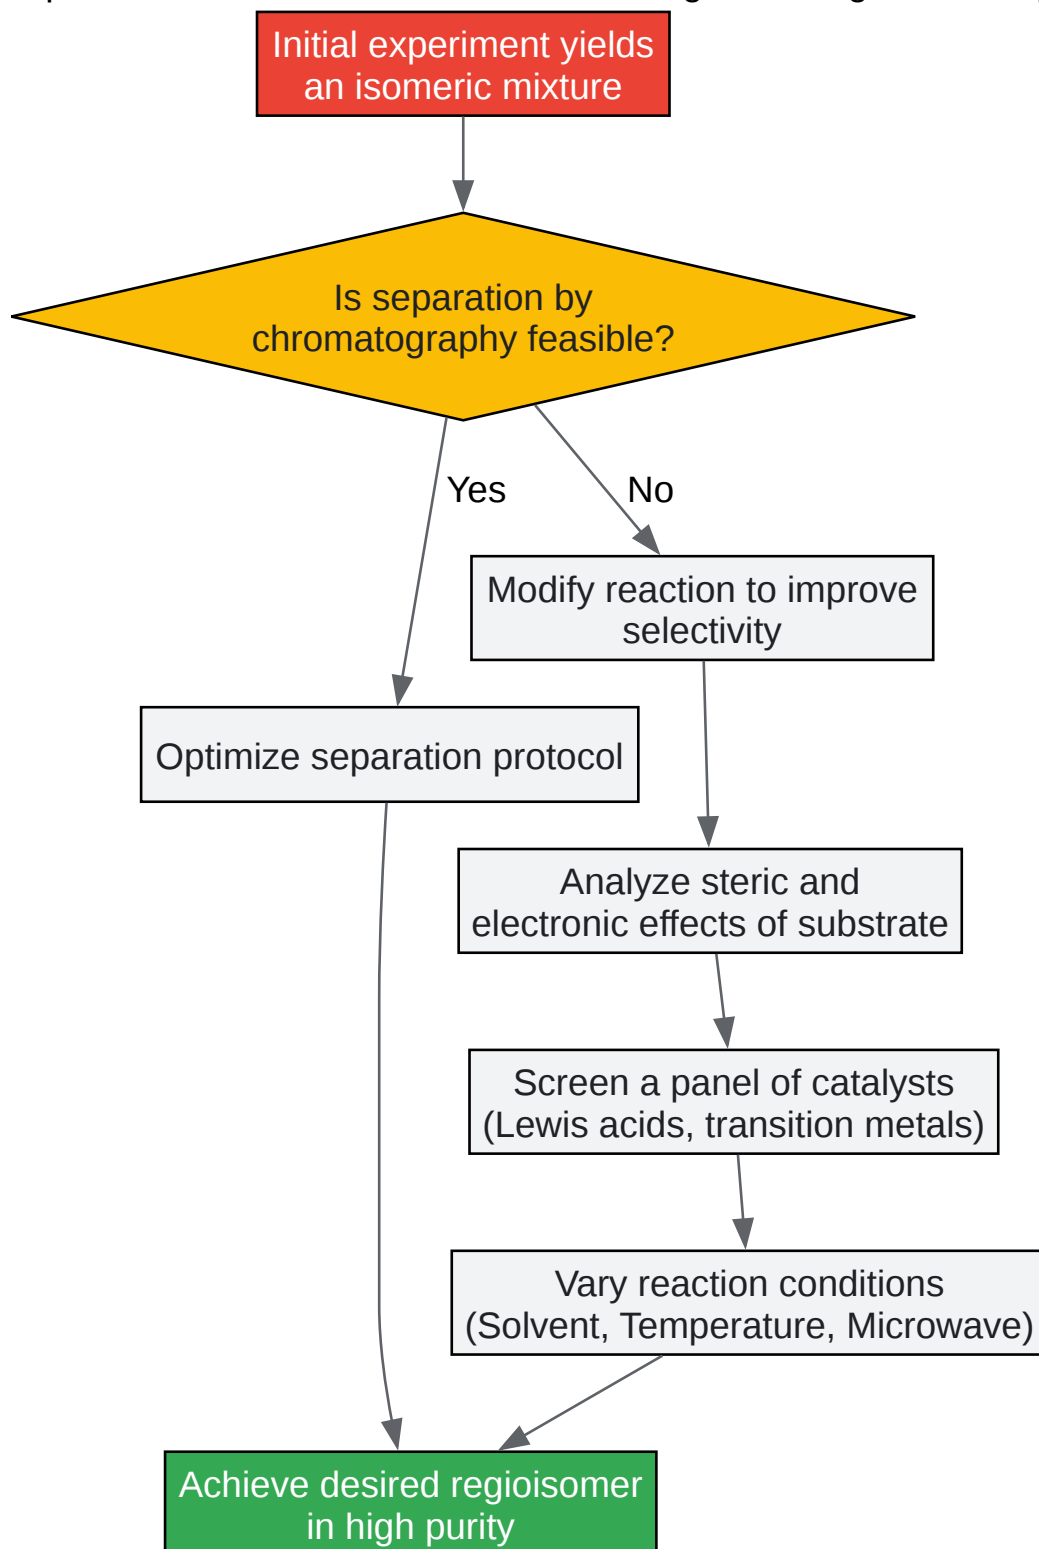 Initial experiment yields
an isomeric mixture
Is separation by
chromatography feasible?
Yes
No
Modify reaction to improve
selectivity
Optimize separation protocol
Analyze steric and
electronic effects of substrate
Screen a panel of catalysts
(Lewis acids, transition metals)
Vary reaction conditions
(Solvent, Temperature, Microwave)
Achieve desired regioisomer
in high purity